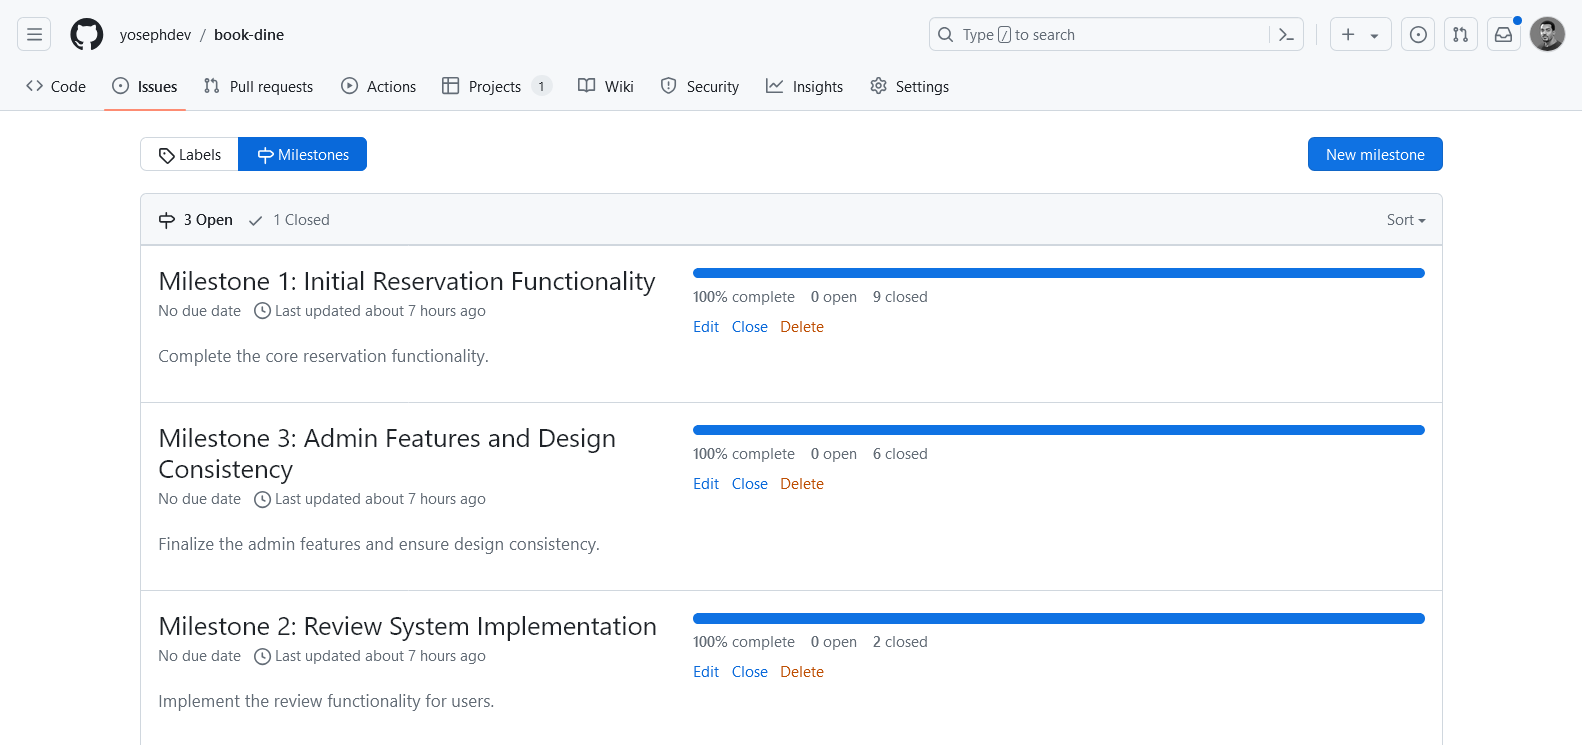 yosephdev / book-dine
Type / to search
Code Issues Pull requests Actions Projects 1 Wiki Security Insights Settings
Labels Milestones
New milestone
3 Open 1 Closed
Sort
Milestone 1: Initial Reservation Functionality
No due date Last updated about 7 hours ago
Complete the core reservation functionality.
100% complete 0 open 9 closed
Edit Close Delete
Milestone 3: Admin Features and Design
Consistency
No due date Last updated about 7 hours ago
Finalize the admin features and ensure design consistency.
100% complete 0 open 6 closed
Edit Close Delete
Milestone 2: Review System Implementation
No due date Last updated about 7 hours ago
Implement the review functionality for users.
100% complete 0 open 2 closed
Edit Close Delete